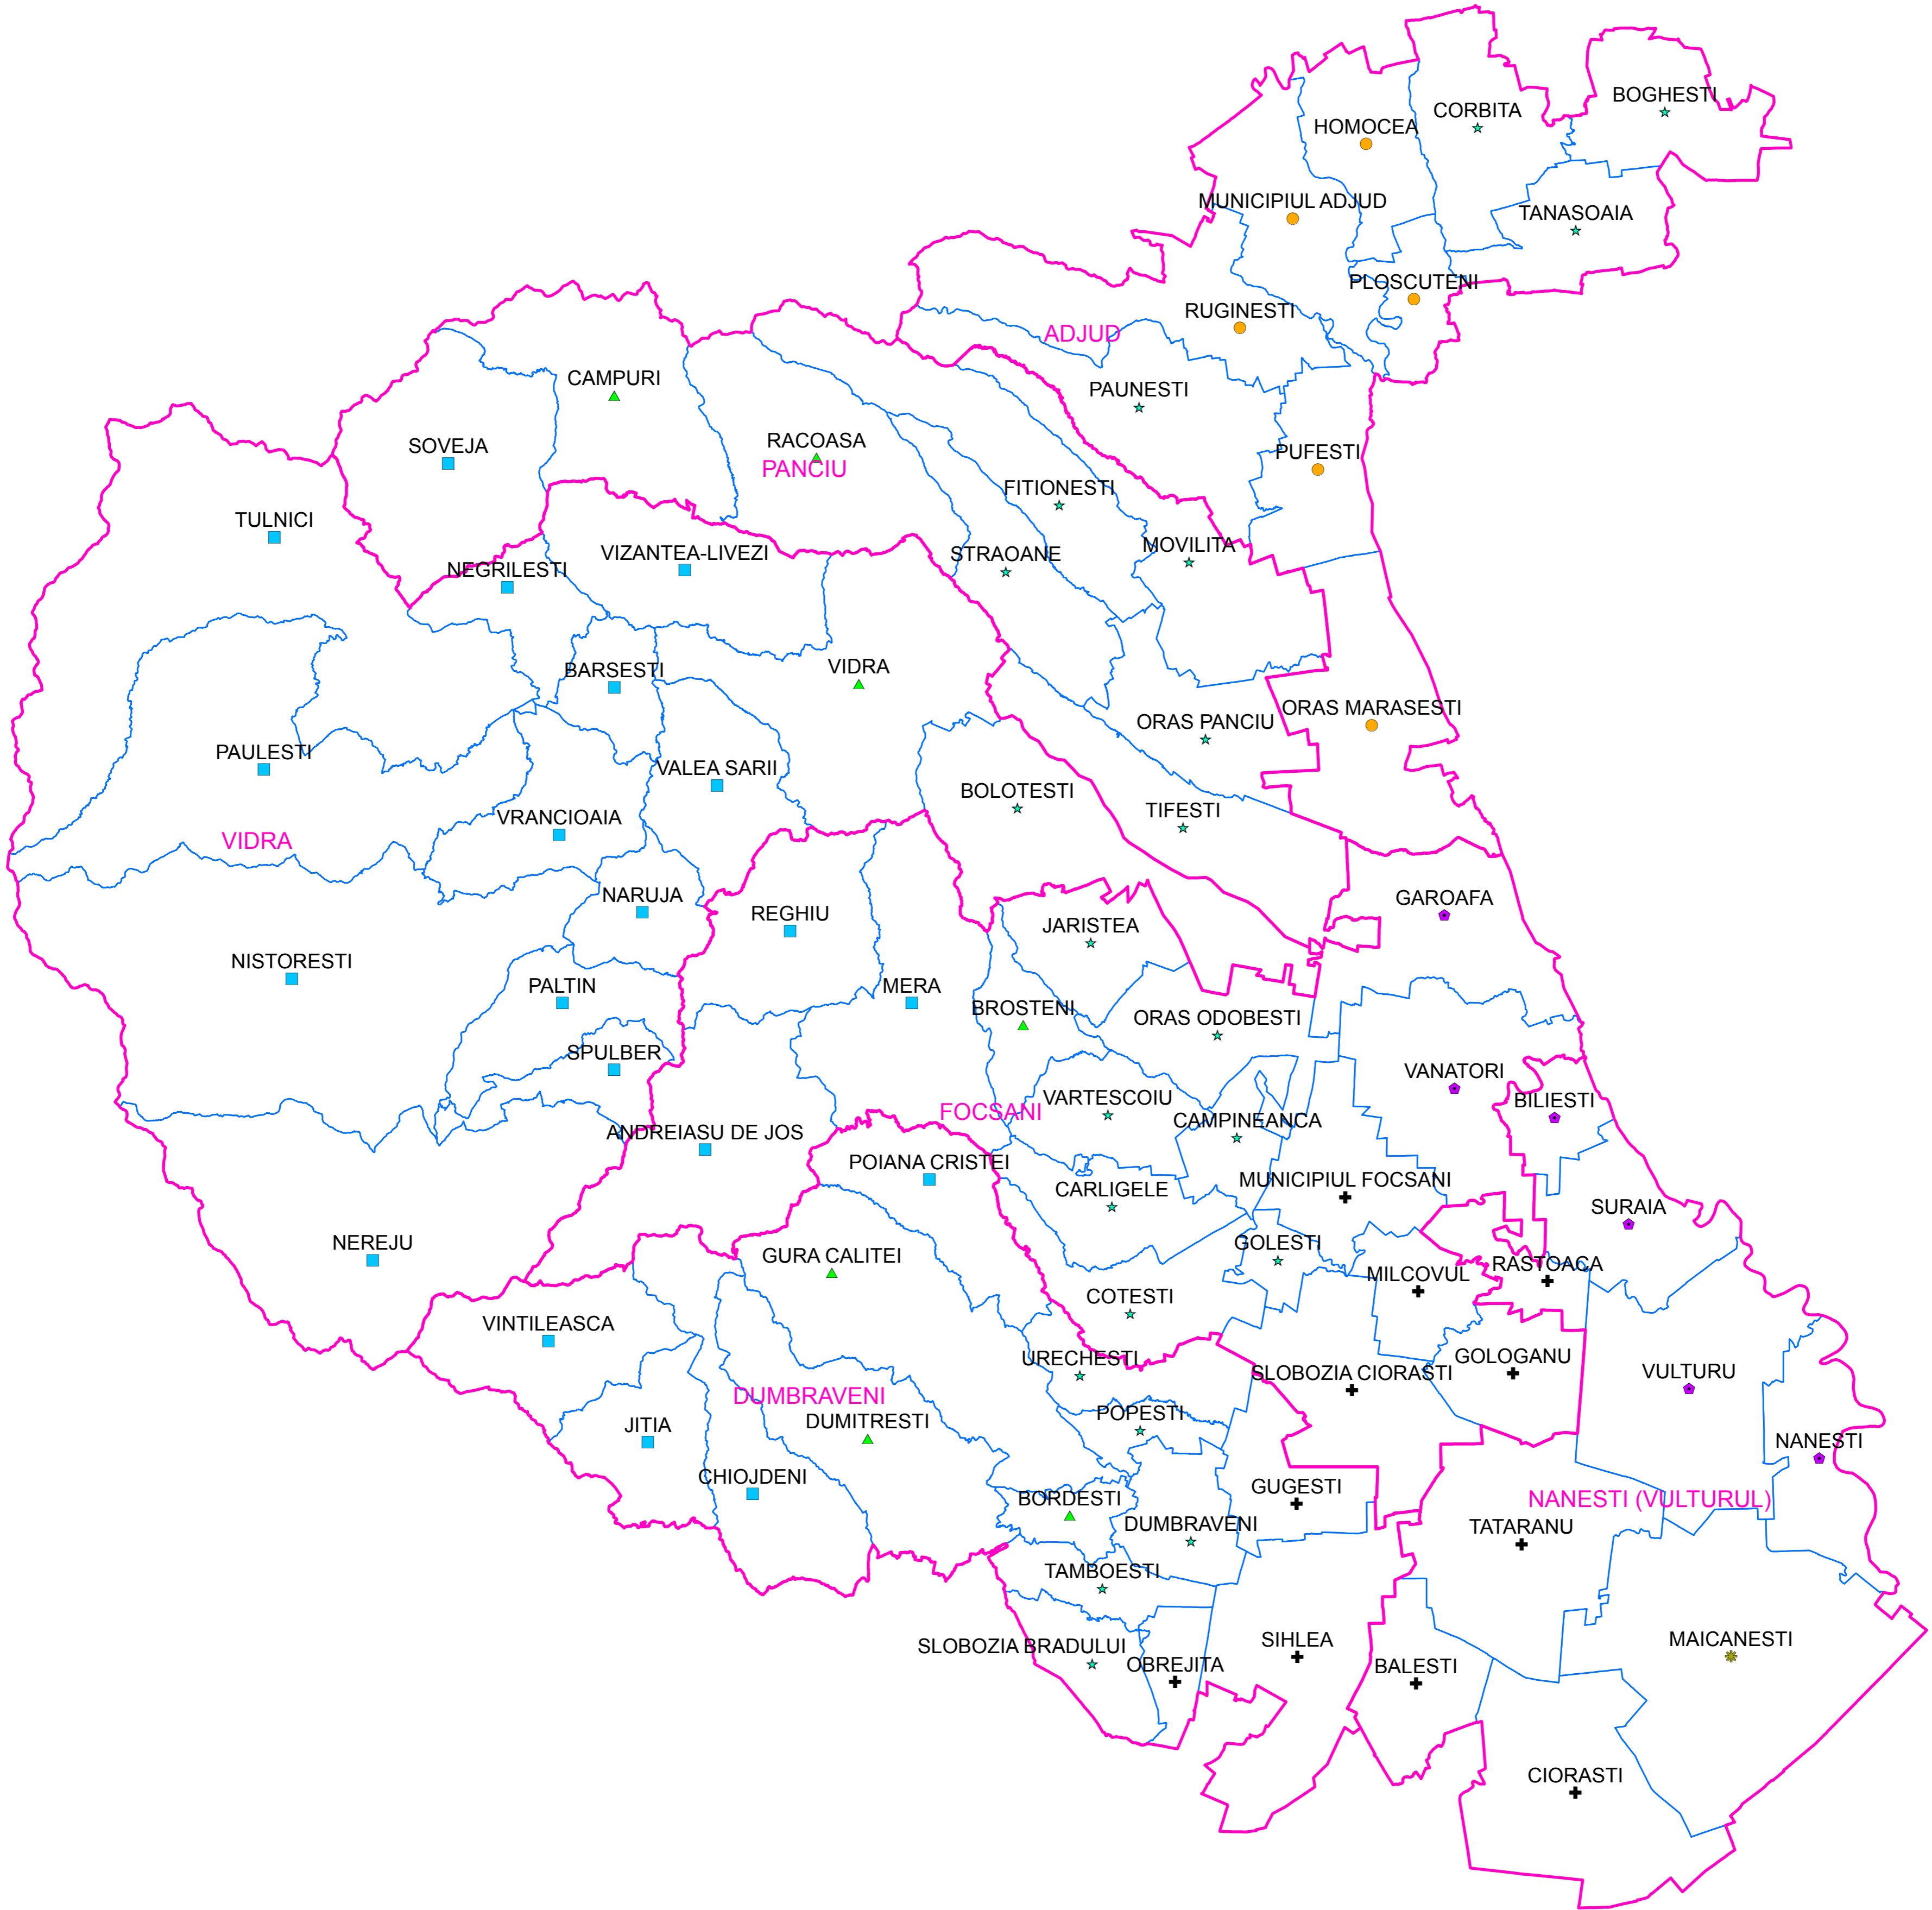 BOGHESTI
CORBITA
HOMOCEA
MUNICIPIUL ADJUD
TANASOAIA
PLOSCUTENI
RUGINESTI
ADJUD
CAMPURI
PAUNESTI
SOVEJA
RACOASA
PANCIU
PUFESTI
FITIONESTI
TULNICI
MOVILITA
VIZANTEA-LIVEZI
STRAOANE
NEGRILESTI
BARSESTI
VIDRA
ORAS MARASESTI
ORAS PANCIU
PAULESTI
VALEA SARII
BOLOTESTI
TIFESTI
VRANCIOAIA
VIDRA
NARUJA
GAROAFA
REGHIU
JARISTEA
NISTORESTI
PALTIN
MERA
BROSTENI
ORAS ODOBESTI
SPULBER
VANATORI
VARTESCOIU
BILIESTI
FOCSANI
CAMPINEANCA
ANDREIASU DE JOS
POIANA CRISTEI
MUNICIPIUL FOCSANI
CARLIGELE
SURAIA
NEREJU
GOLESTI
GURA CALITEI
RASTOACA
MILCOVUL
COTESTI
VINTILEASCA
URECHESTI
GOLOGANU
SLOBOZIA CIORASTI
VULTURU
DUMBRAVENI
POPESTI
DUMITRESTI
JITIA
NANESTI
CHIOJDENI
GUGESTI
BORDESTI
NANESTI (VULTURUL)
DUMBRAVENI
TATARANU
TAMBOESTI
SIHLEA
MAICANESTI
SLOBOZIA BRADULUI
OBREJITA
BALESTI
CIORASTI